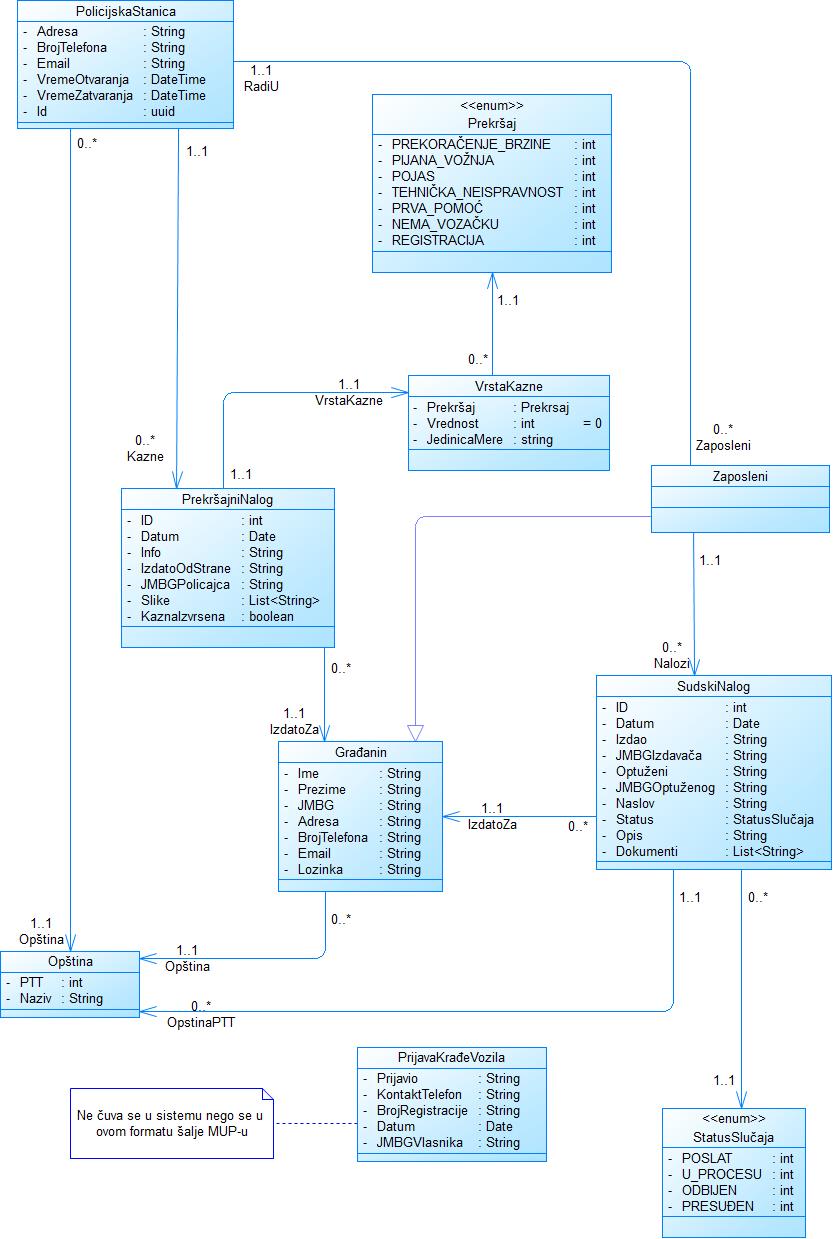 PolicijskaStanica
- Adresa : String
- BrojTelefona : String
- Email : String
- VremeOtvaranja : DateTime
- VremeZatvaranja : DateTime
- Id : uuid
1..1
RadiU
0..*
1..1
<<enum>>
Prekršaj
- PREKORAČENJE_BRZINE : int
- PIJANA_VOŽNJA : int
- POJAS : int
- TEHNIČKA_NEISPRAVNOST : int
- PRVA_POMOĆ : int
- NEMA_VOZAČKU : int
- REGISTRACIJA : int
1..1
0..*
VrstaKazne
- Prekršaj : Prekrsaj
- Vrednost : int = 0
- JedinicaMere : string
1..1
VrstaKazne
0..*
Kazne
1..1
0..*
Zaposleni
Zaposleni
PrekršajniNalog
- ID : int
- Datum : Date
- Info : String
- IzdatoOdStrane : String
- JMBGPolicajca : String
- Slike : List<String>
- KaznaIzvrsena : boolean
1..1
0..*
Nalozi
0..*
1..1
IzdatoZa
SudskiNalog
- ID : int
- Datum : Date
- Izdao : String
- JMBGIzdavača : String
- Optuženi : String
- JMBGOptuženog : String
- Naslov : String
- Status : StatusSlučaja
- Opis : String
- Dokumenti : List<String>
Građanin
- Ime : String
- Prezime : String
- JMBG : String
- Adresa : String
- BrojTelefona : String
- Email : String
- Lozinka : String
1..1
IzdatoZa
0..*
0..*
1..1
0..*
1..1
Opština
1..1
Opština
Opština
- PTT : int
- Naziv : String
0..*
OpstinaPTT
PrijavaKrađeVozila
- Prijavio : String
- KontaktTelefon : String
- BrojRegistracije : String
- Datum : Date
- JMBGVlasnika : String
Ne čuva se u sistemu nego se u
ovom formatu šalje MUP-u
1..1
<<enum>>
StatusSlučaja
- POSLAT : int
- U_PROCESU : int
- ODBIJEN : int
- PRESUĐEN : int